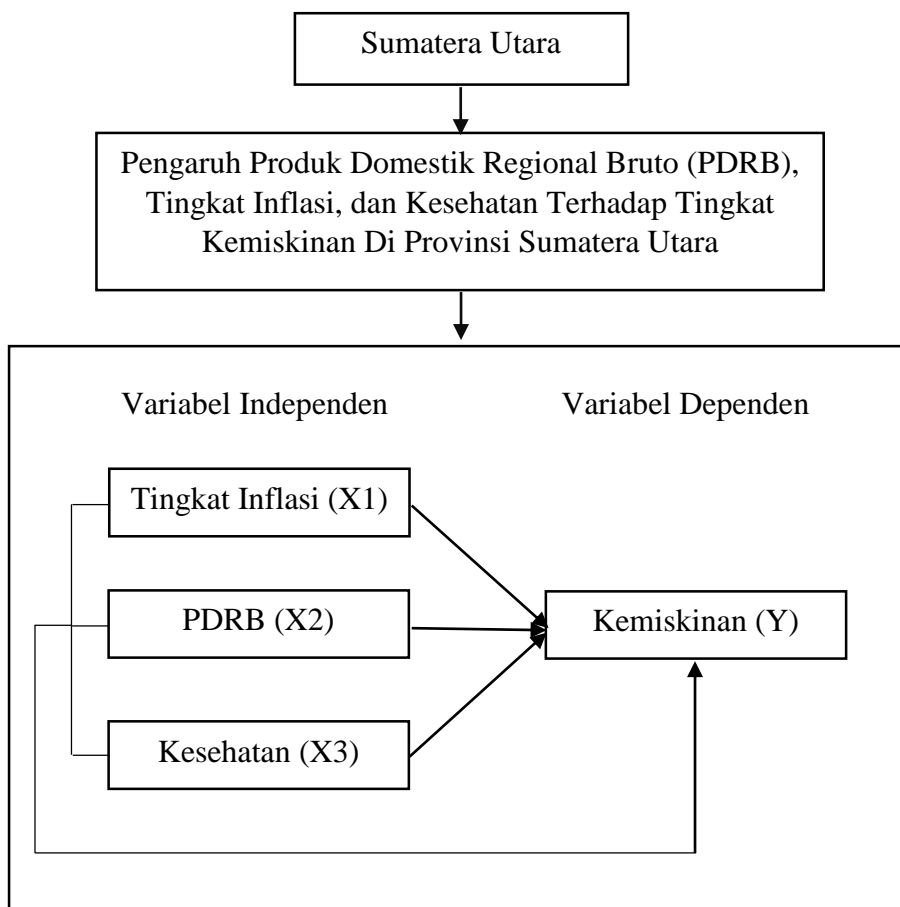 Sumatera Utara
Pengaruh Produk Domestik Regional Bruto (PDRB),
Tingkat Inflasi, dan Kesehatan Terhadap Tingkat
Kemiskinan Di Provinsi Sumatera Utara
Variabel Independen
Variabel Dependen
Tingkat Inflasi (X1)
PDRB (X2)
Kemiskinan (Y)
Kesehatan (X3)